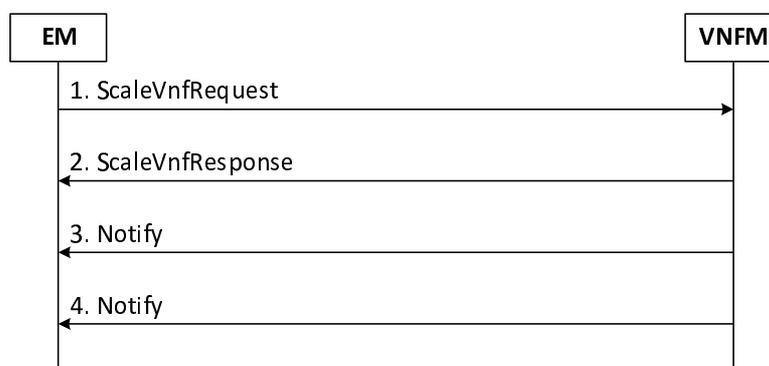 EM
VNFM
1. ScaleVnfRequest
2. ScaleVnfResponse
3. Notify
4. Notify